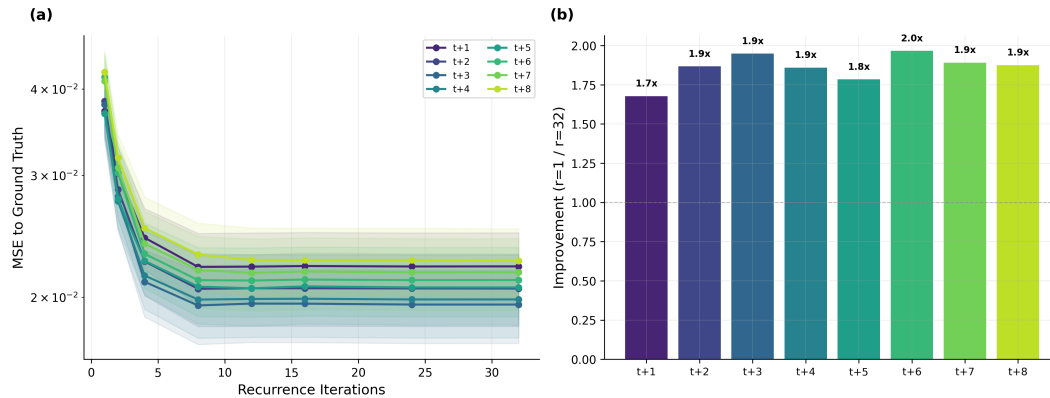 (a)
MSE to Ground Truth
4 × 10⁻²
3 × 10⁻²
2 × 10⁻²
t+1
t+2
t+3
t+4
t+5
t+6
t+7
t+8
0 5 10 15 20 25 30
Recurrence Iterations
(b)
Improvement (r=1 / r=32)
2.00
1.75
1.50
1.25
1.00
0.75
0.50
0.25
0.00
1.7x 1.9x 1.9x 1.9x 1.8x 2.0x 1.9x 1.9x
t+1 t+2 t+3 t+4 t+5 t+6 t+7 t+8